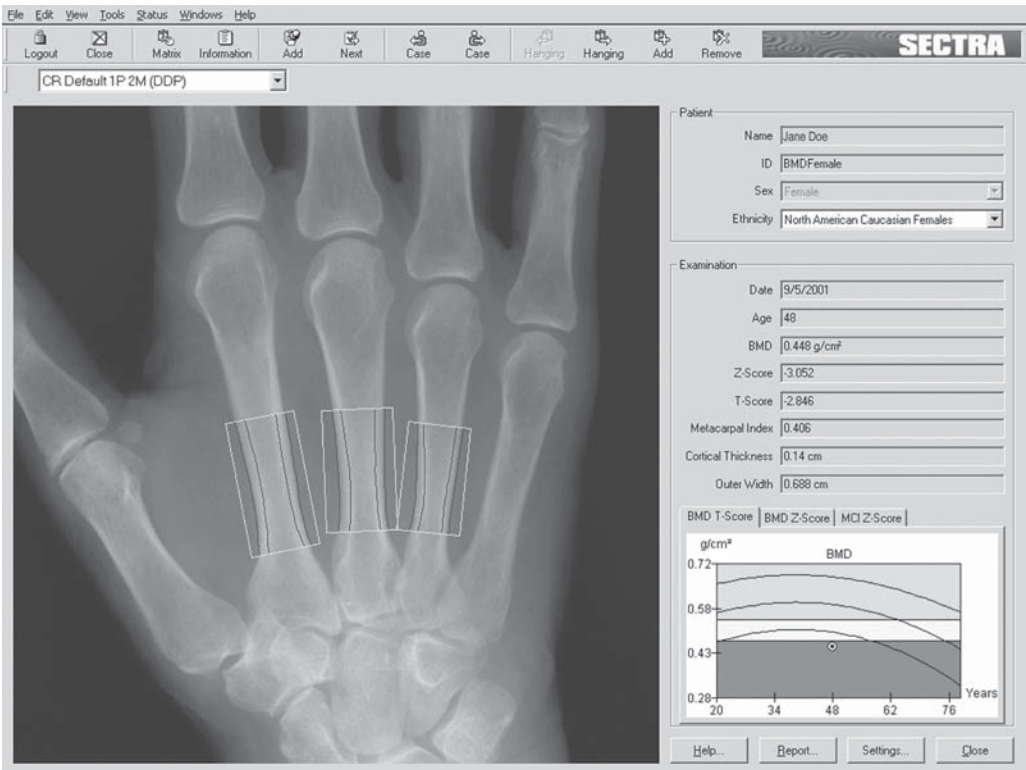 File Edit View Tools Status Windows Help
Logout Close Matrix Information Add Next Case Case Hanging Hanging Add Remove SECTRA
CR Default 1P 2M (DDP)
Patient
Name Jane Doe
ID BMDFemale
Sex Female
Ethnicity North American Caucasian Females
Examination
Date 9/5/2001
Age 48
BMD 0.448 g/cm²
Z-Score -3.052
T-Score -2.846
Metacarpal Index 0.406
Cortical Thickness 0.14 cm
Outer Width 0.688 cm
BMD T-Score BMD Z-Score MCI Z-Score
g/cm²
BMD
0.72
0.58
0.43
0.28
Years
20 34 48 62 76
Help... Report... Settings... Close